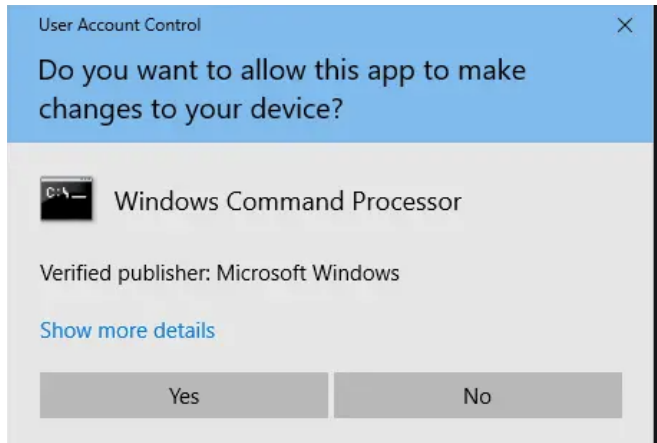 User Account Control
Do you want to allow this app to make
changes to your device?
C:\_
Windows Command Processor
Verified publisher: Microsoft Windows
Show more details
Yes
No